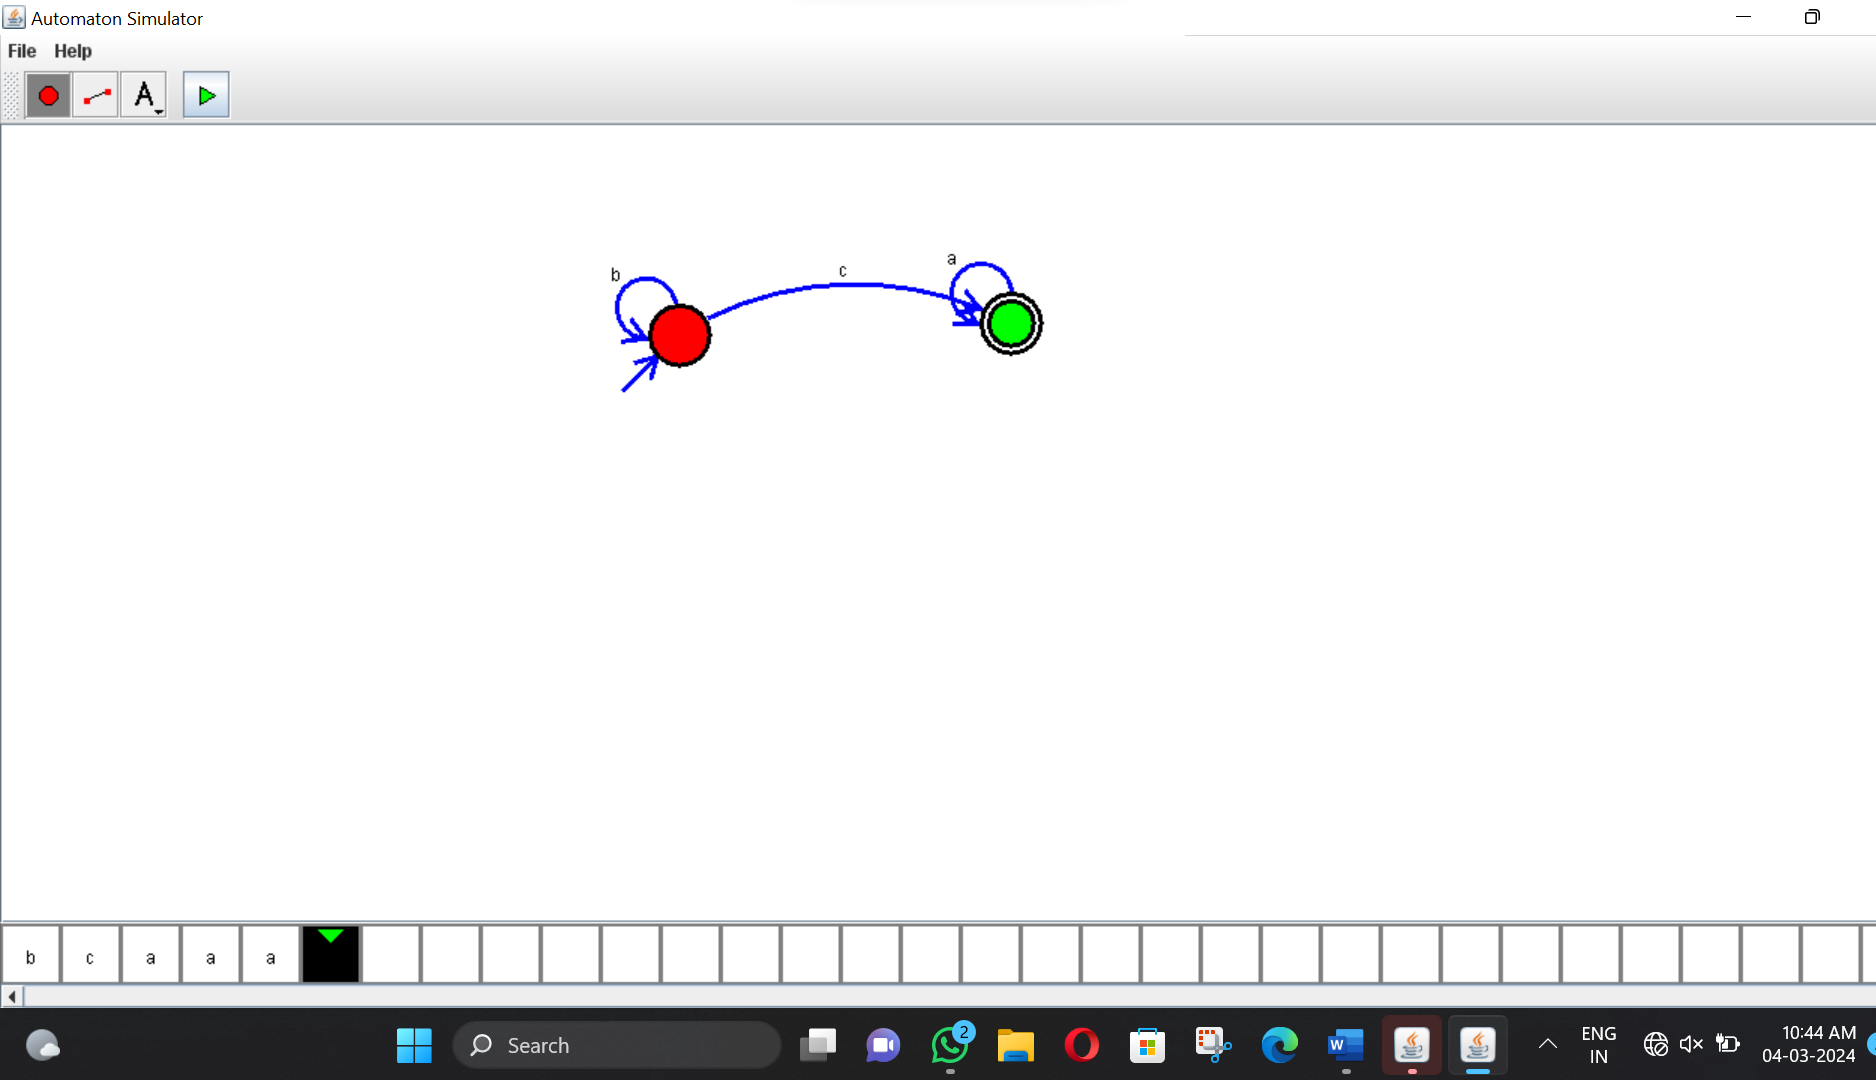 Automaton Simulator
File Help
A
b
c
a
b c a a a
2
Search
W
ENG
IN
10:44 AM
04-03-2024